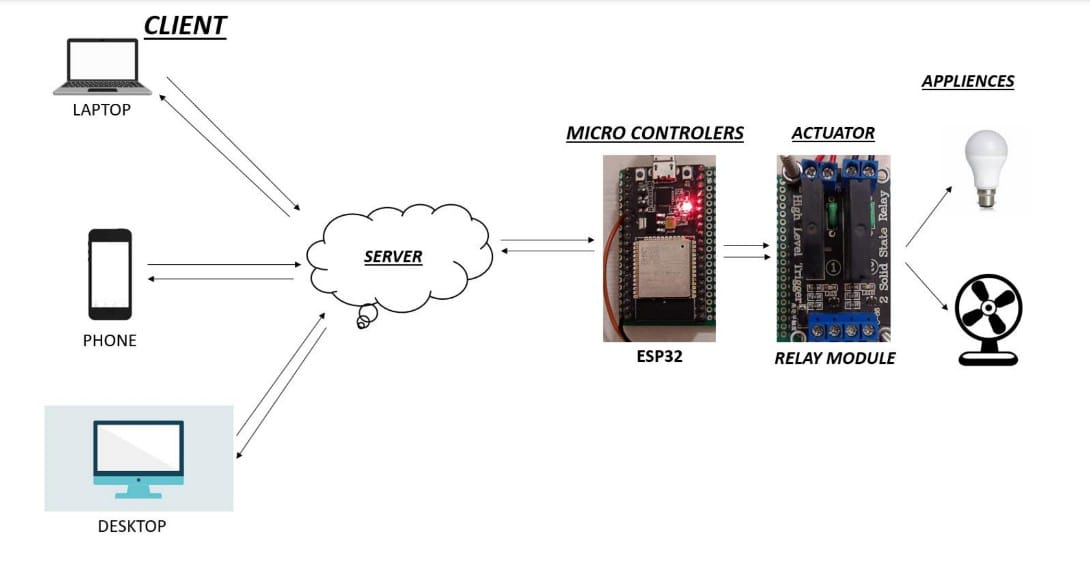 CLIENT
LAPTOP
PHONE
DESKTOP
SERVER
MICRO CONTROLERS
ESP32
ACTUATOR
High Level Trigger
2 Solid State Relay
1
RELAY MODULE
APPLIENCES